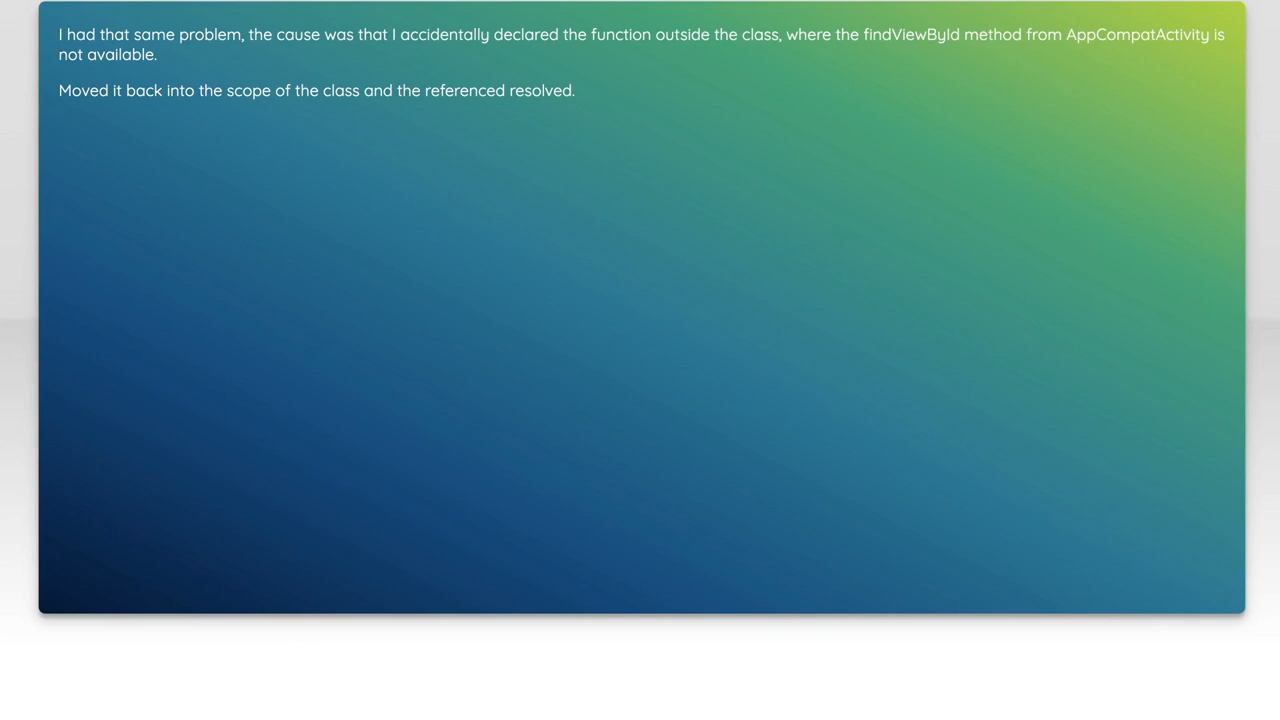 I had that same problem, the cause was that I accidentally declared the function outside the class, where the findViewById method from AppCompatActivity is
not available.
Moved it back into the scope of the class and the referenced resolved.